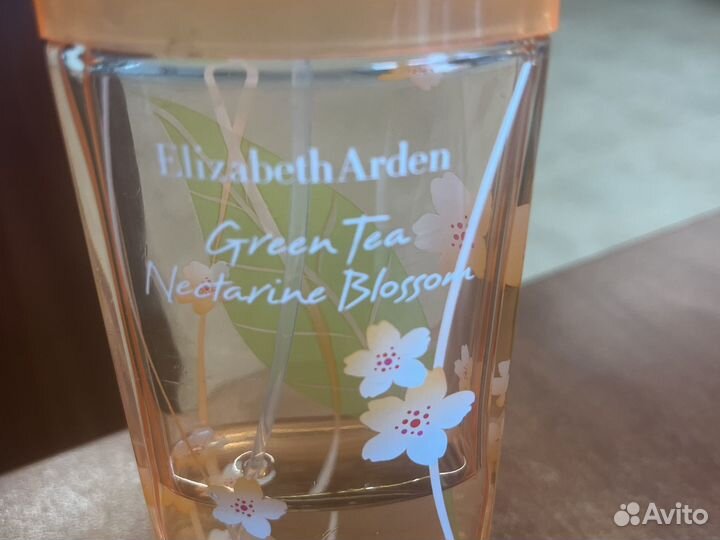 Elizabeth Arden
Green Tea
Nectarine Blossom
Avito